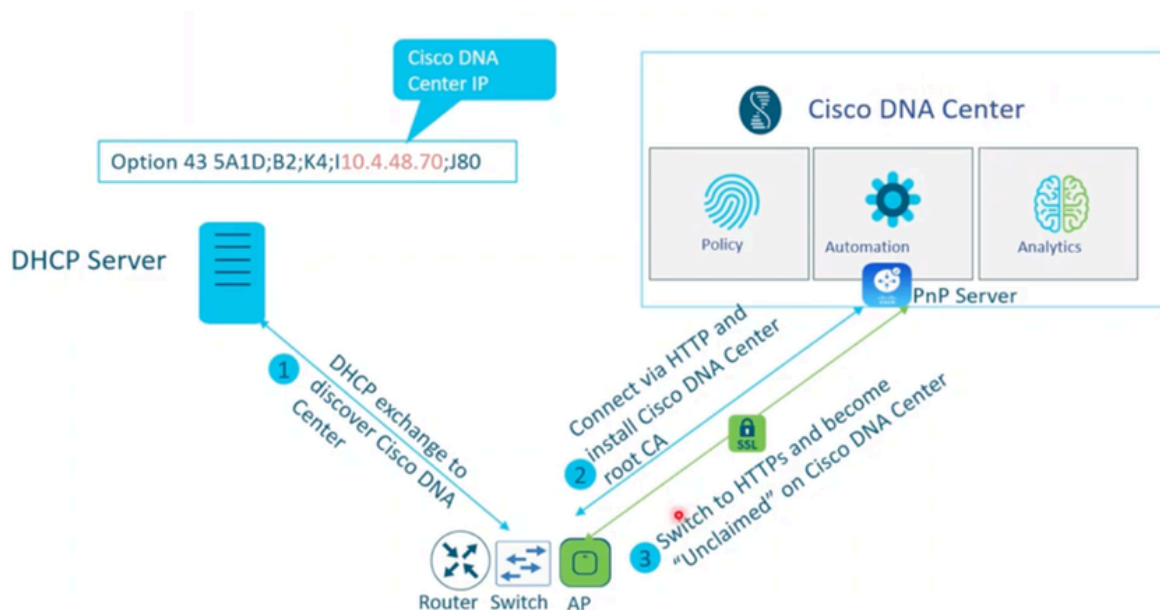 Cisco DNA
Center IP
Option 43 5A1D;B2;K4;I10.4.48.70;J80
DHCP Server
Cisco DNA Center
Policy
Automation
Analytics
PnP Server
1
DHCP exchange to
discover Cisco DNA
Center
2
Connect via HTTP and
install Cisco DNA Center
root CA
SSL
3
Switch to HTTPs and become
"Unclaimed" on Cisco DNA Center
Router
Switch
AP